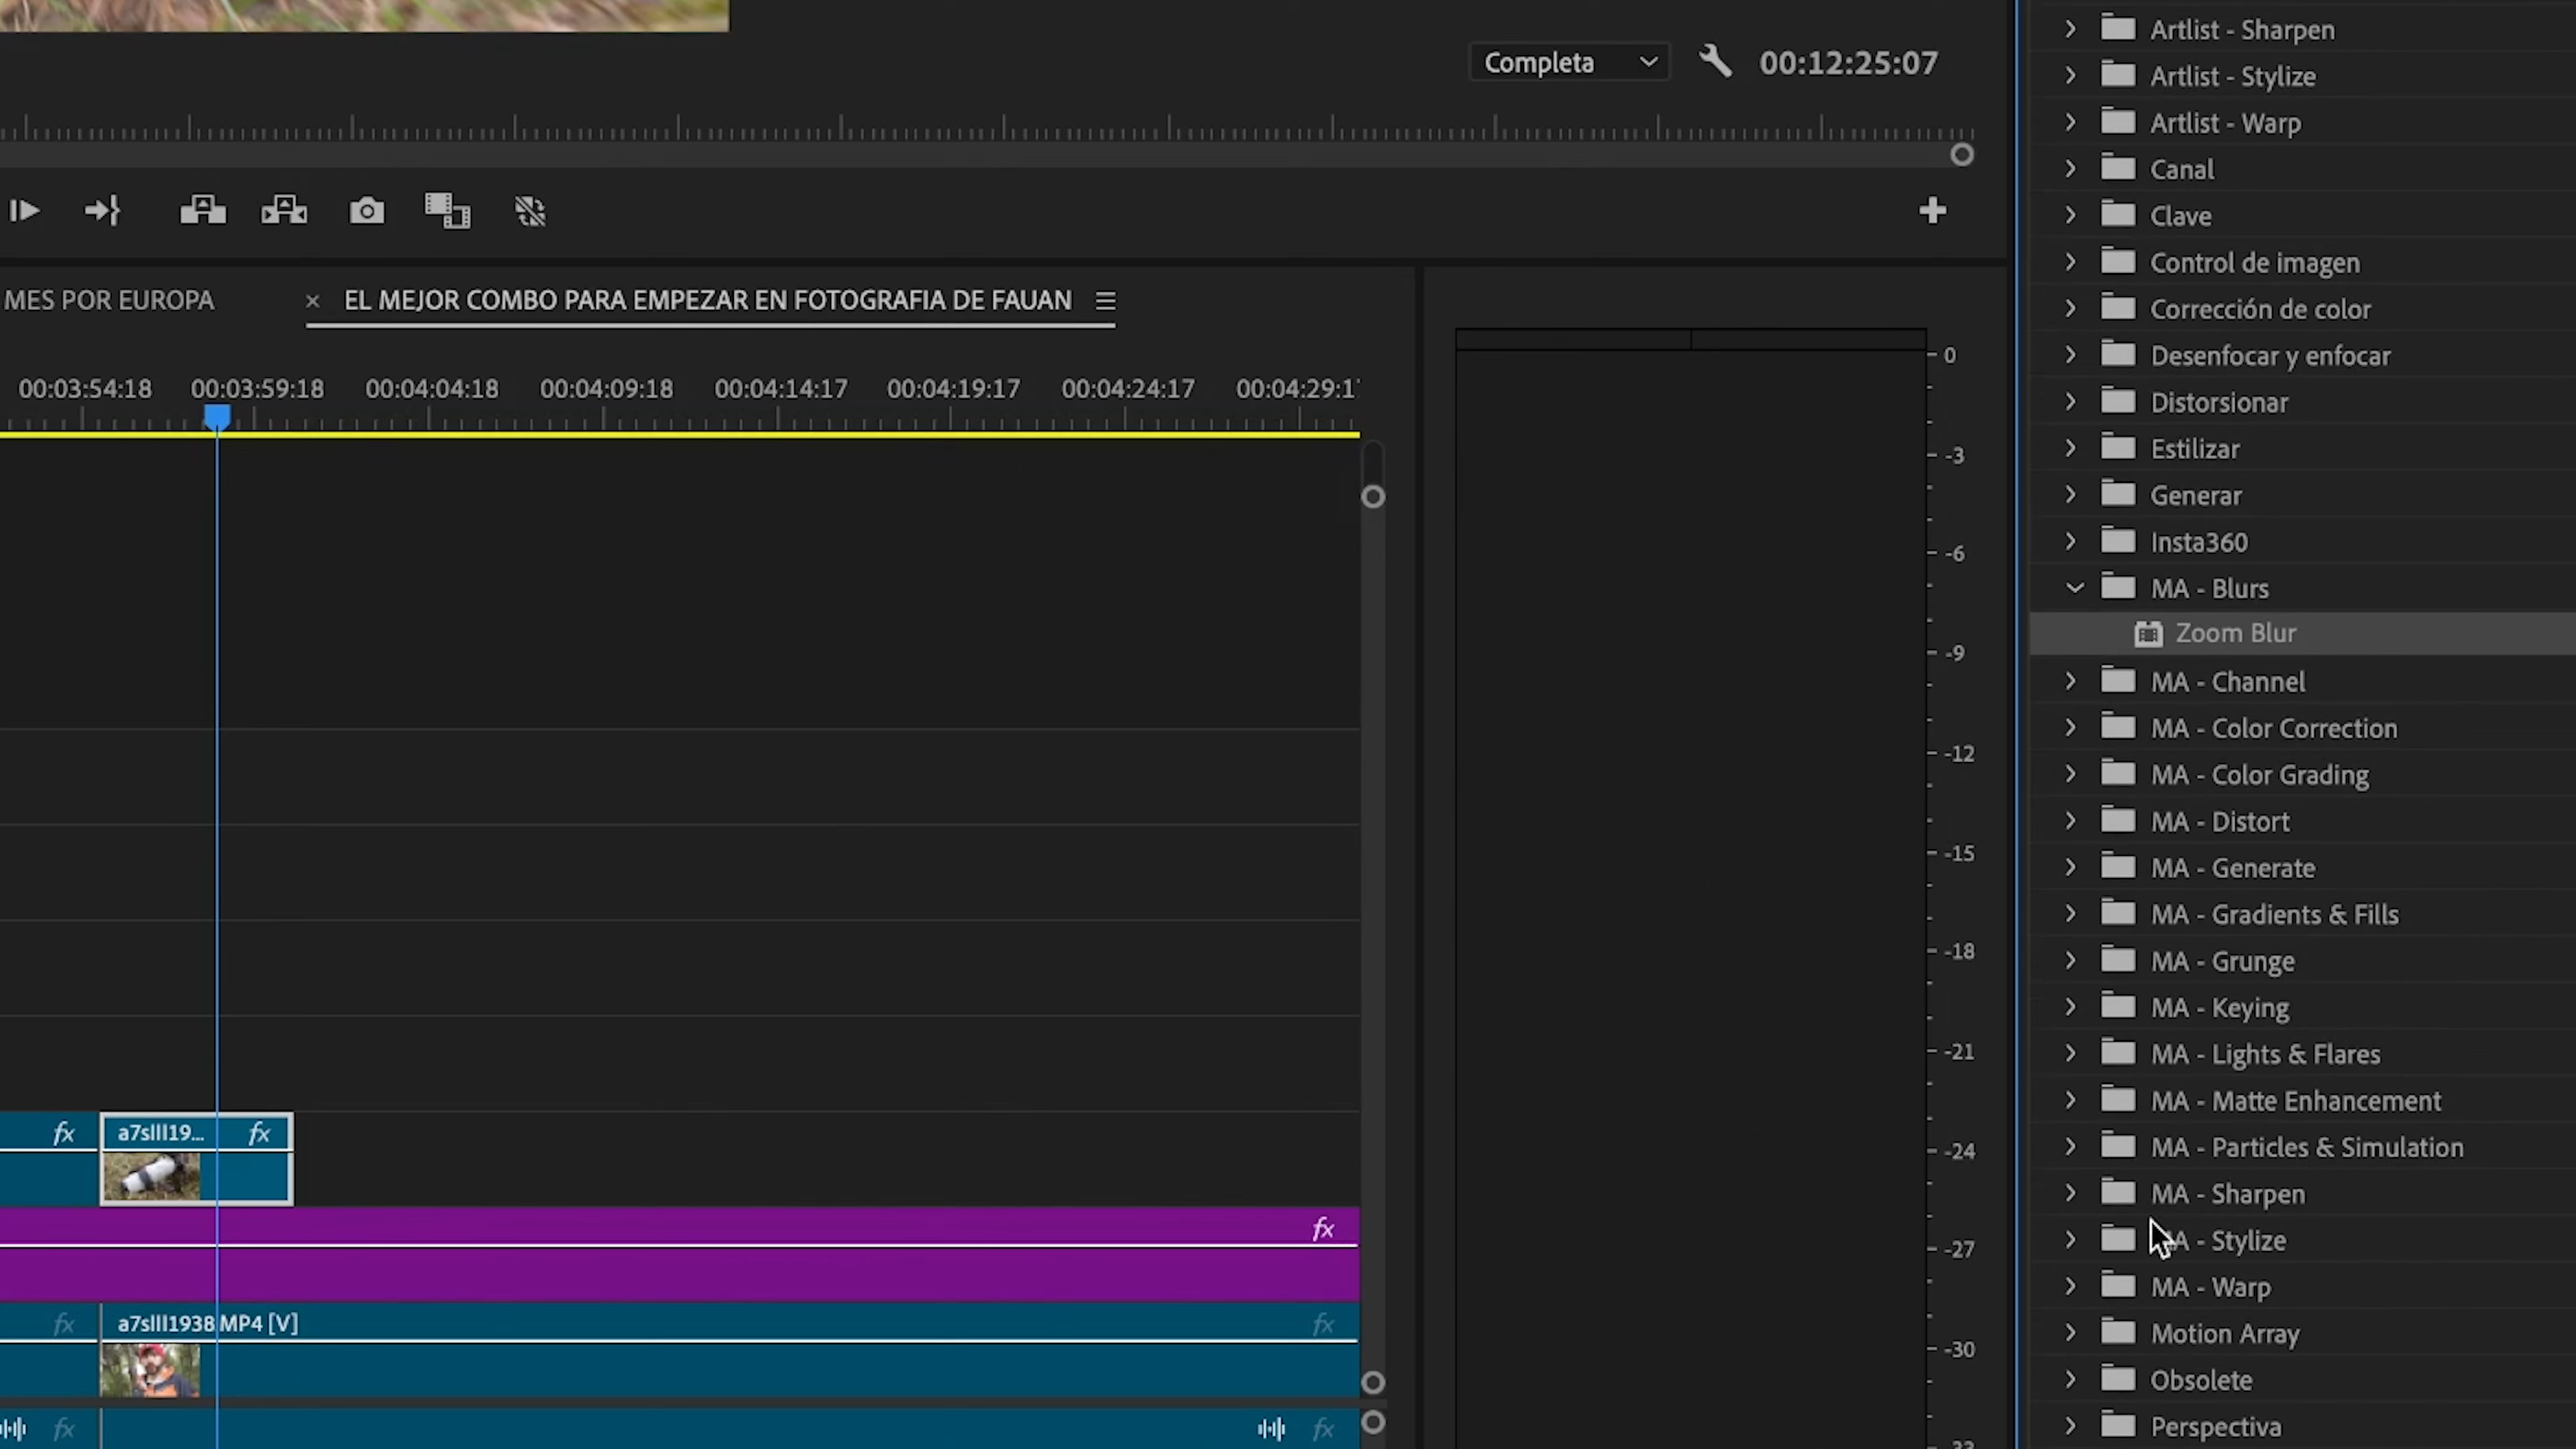 Completa
00:12:25:07
MES POR EUROPA
EL MEJOR COMBO PARA EMPEZAR EN FOTOGRAFIA DE FAUAN
00:03:54:18
00:03:59:18
00:04:04:18
00:04:09:18
00:04:14:17
00:04:19:17
00:04:24:17
00:04:29:1
fx
a7sIII19...
fx
fx
fx
a7sIII1938.MP4 [V]
fx
fx
fx
0
-3
-6
-9
-12
-15
-18
-21
-24
-27
-30
Artlist - Sharpen
Artlist - Stylize
Artlist - Warp
Canal
Clave
Control de imagen
Corrección de color
Desenfocar y enfocar
Distorsionar
Estilizar
Generar
Insta360
MA - Blurs
Zoom Blur
MA - Channel
MA - Color Correction
MA - Color Grading
MA - Distort
MA - Generate
MA - Gradients & Fills
MA - Grunge
MA - Keying
MA - Lights & Flares
MA - Matte Enhancement
MA - Particles & Simulation
MA - Sharpen
MA - Stylize
MA - Warp
Motion Array
Obsolete
Perspectiva